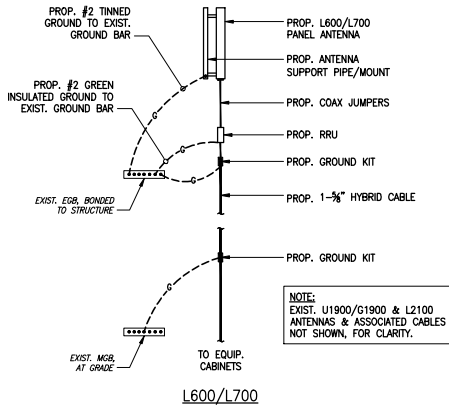 PROP. #2 TINNED
GROUND TO EXIST.
GROUND BAR
PROP. L600/L700
PANEL ANTENNA
PROP. ANTENNA
SUPPORT PIPE/MOUNT
PROP. #2 GREEN
INSULATED GROUND TO
EXIST. GROUND BAR
PROP. COAX JUMPERS
G
PROP. RRU
G
G
PROP. GROUND KIT
G
EXIST. EGB, BONDED
TO STRUCTURE
PROP. 1-⅝" HYBRID CABLE
PROP. GROUND KIT
G
NOTE:
EXIST. U1900/G1900 & L2100
ANTENNAS & ASSOCIATED CABLES
NOT SHOWN, FOR CLARITY.
EXIST. MGB,
AT GRADE
TO EQUIP.
CABINETS
L600/L700